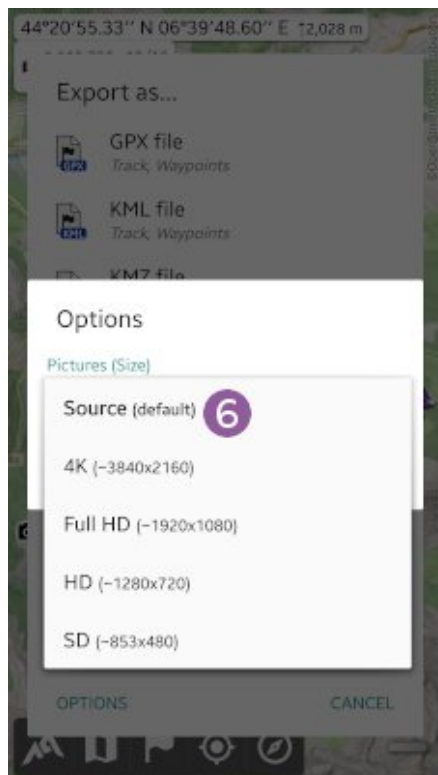 44°20'55.33'' N 06°39'48.60'' E ↑2,028 m
Export as...
GPX file
GPX
Track, Waypoints
KML file
KML
Track, Waypoints
KMZ file
Options
Pictures (Size)
Source (default) 6
4K (~3840x2160)
Full HD (~1920x1080)
HD (~1280x720)
SD (~853x480)
OPTIONS CANCEL